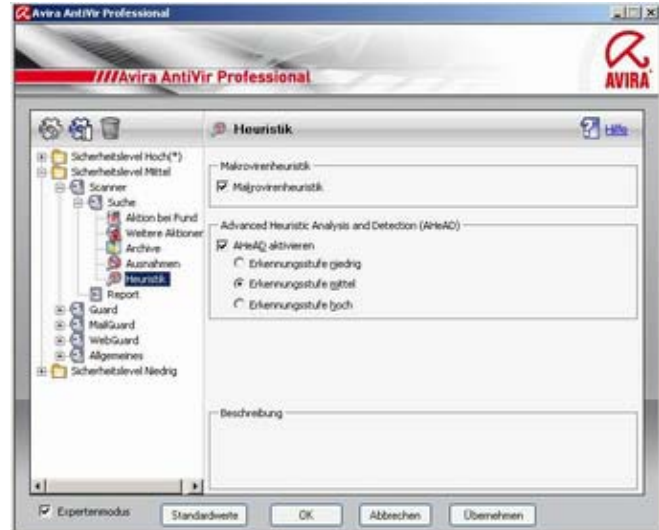 Avira AntiVir Professional
Avira AntiVir Professional
AVIRA
Heuristik
Hilfe
Sicherheitslevel Hoch(*)
Sicherheitslevel Mittel
Scanner
Suche
Aktion bei Fund
Weitere Aktionen
Archive
Ausnahmen
Heuristik
Report
Guard
MailGuard
WebGuard
Allgemeines
Sicherheitslevel Niedrig
Makrovirenheuristik
Makrovirenheuristik
Advanced Heuristic Analysis and Detection (AHeAD)
AHeAD aktivieren
Erkennungsstufe niedrig
Erkennungsstufe mittel
Erkennungsstufe hoch
Beschreibung
Expertenmodus
Standardwerte
OK
Abbrechen
Übernehmen